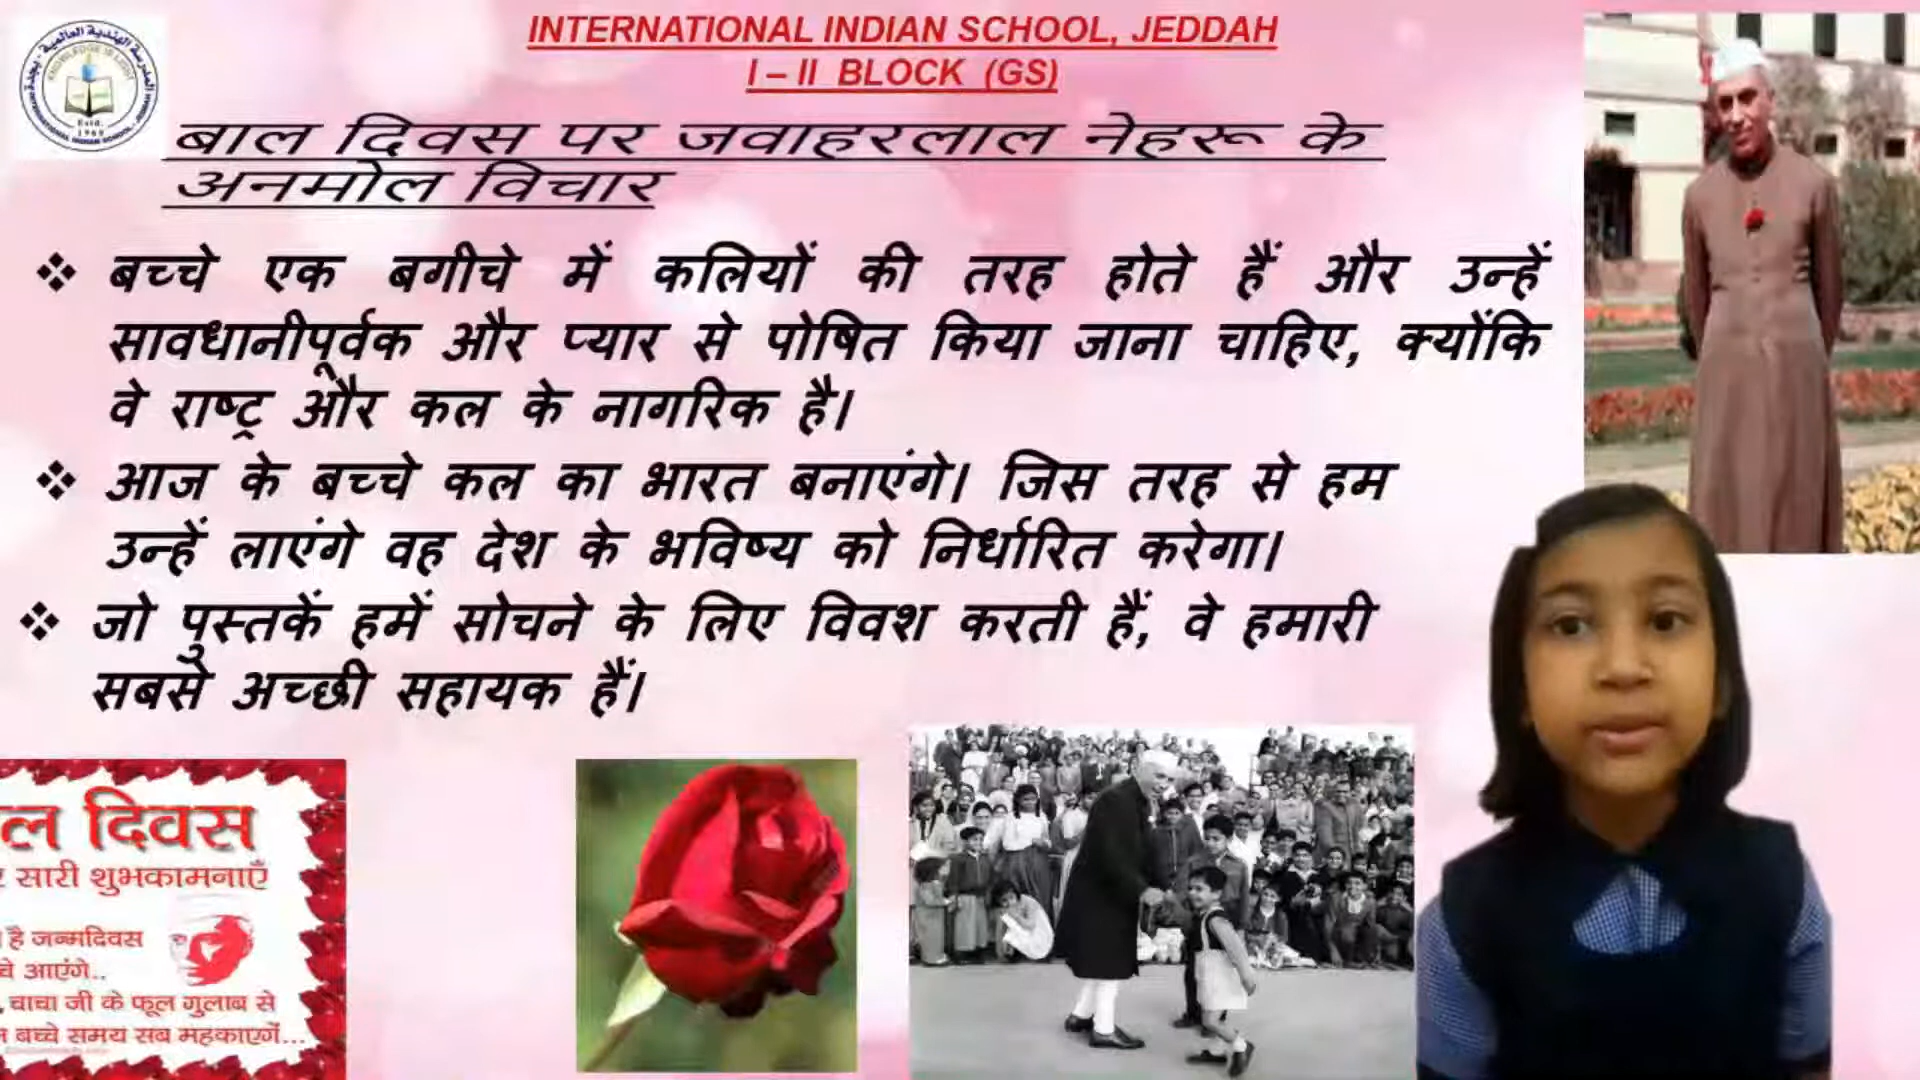 INTERNATIONAL INDIAN SCHOOL, JEDDAH
I – II BLOCK (GS)
बाल दिवस पर जवाहरलाल नेहरू के
अनमोल विचार
❖ बच्चे एक बगीचे में कलियों की तरह होते हैं और उन्हें
सावधानीपूर्वक और प्यार से पोषित किया जाना चाहिए, क्योंकि
वे राष्ट्र और कल के नागरिक है।
❖ आज के बच्चे कल का भारत बनाएंगे। जिस तरह से हम
उन्हें लाएंगे वह देश के भविष्य को निर्धारित करेगा।
❖ जो पुस्तकें हमें सोचने के लिए विवश करती हैं, वे हमारी
सबसे अच्छी सहायक हैं।
दिवस
सारी शुभकामनाएँ
है जन्मदिवस
आएंगे..
चाचा जी के फूल गुलाब से
बच्चे समय सब महकाएगें...